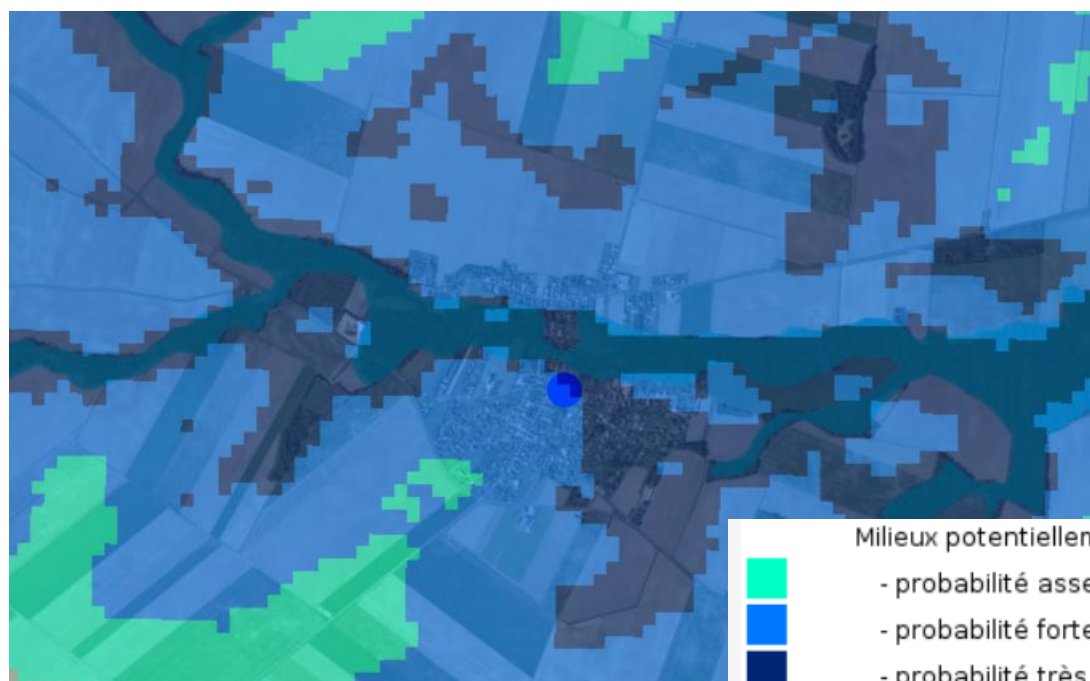 Milieux potentiellem
- probabilité asse
- probabilité forte
- probabilité très